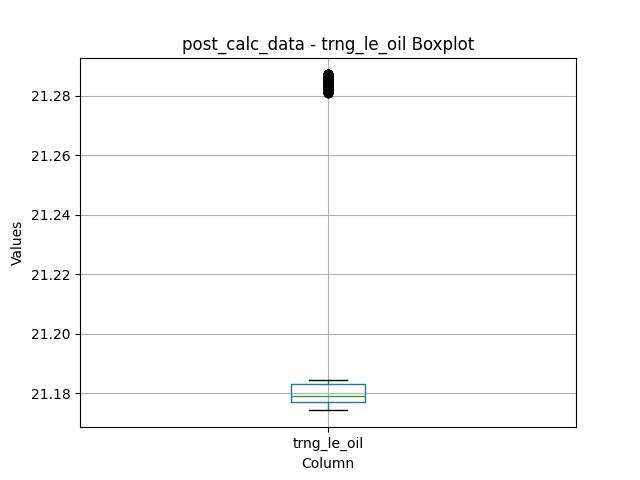 post_calc_data - trng_le_oil Boxplot
21.28
21.26
21.24
21.22
21.20
21.18
Values
trng_le_oil
Column